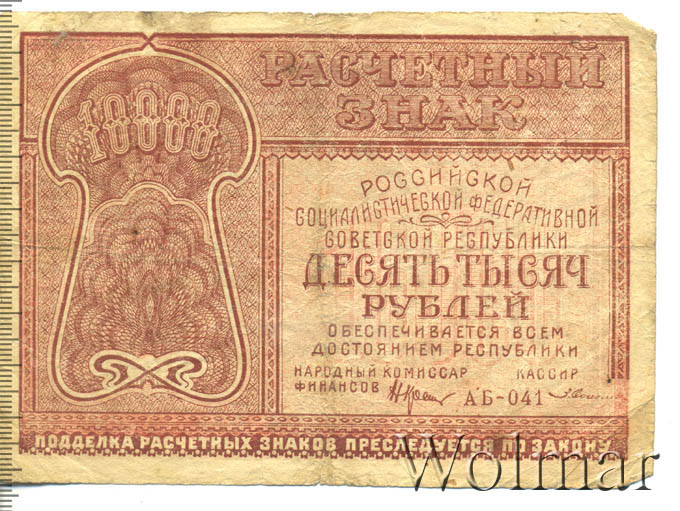 10000
РАСЧЕТНЫЙ
ЗНАК
РОССИЙСКОЙ
СОЦИАЛИСТИЧЕСКОЙ ФЕДЕРАТИВНОЙ
СОВЕТСКОЙ РЕСПУБЛИКИ
ДЕСЯТЬ ТЫСЯЧ
РУБЛЕЙ
ОБЕСПЕЧИВАЕТСЯ ВСЕМ
ДОСТОЯНИЕМ РЕСПУБЛИКИ
НАРОДНЫЙ КОМИССАР КАССИР
ФИНАНСОВ АБ-041
ПОДДЕЛКА РАСЧЕТНЫХ ЗНАКОВ ПРЕСЛЕДУЕТСЯ ПО ЗАКОНУ
Wolmar